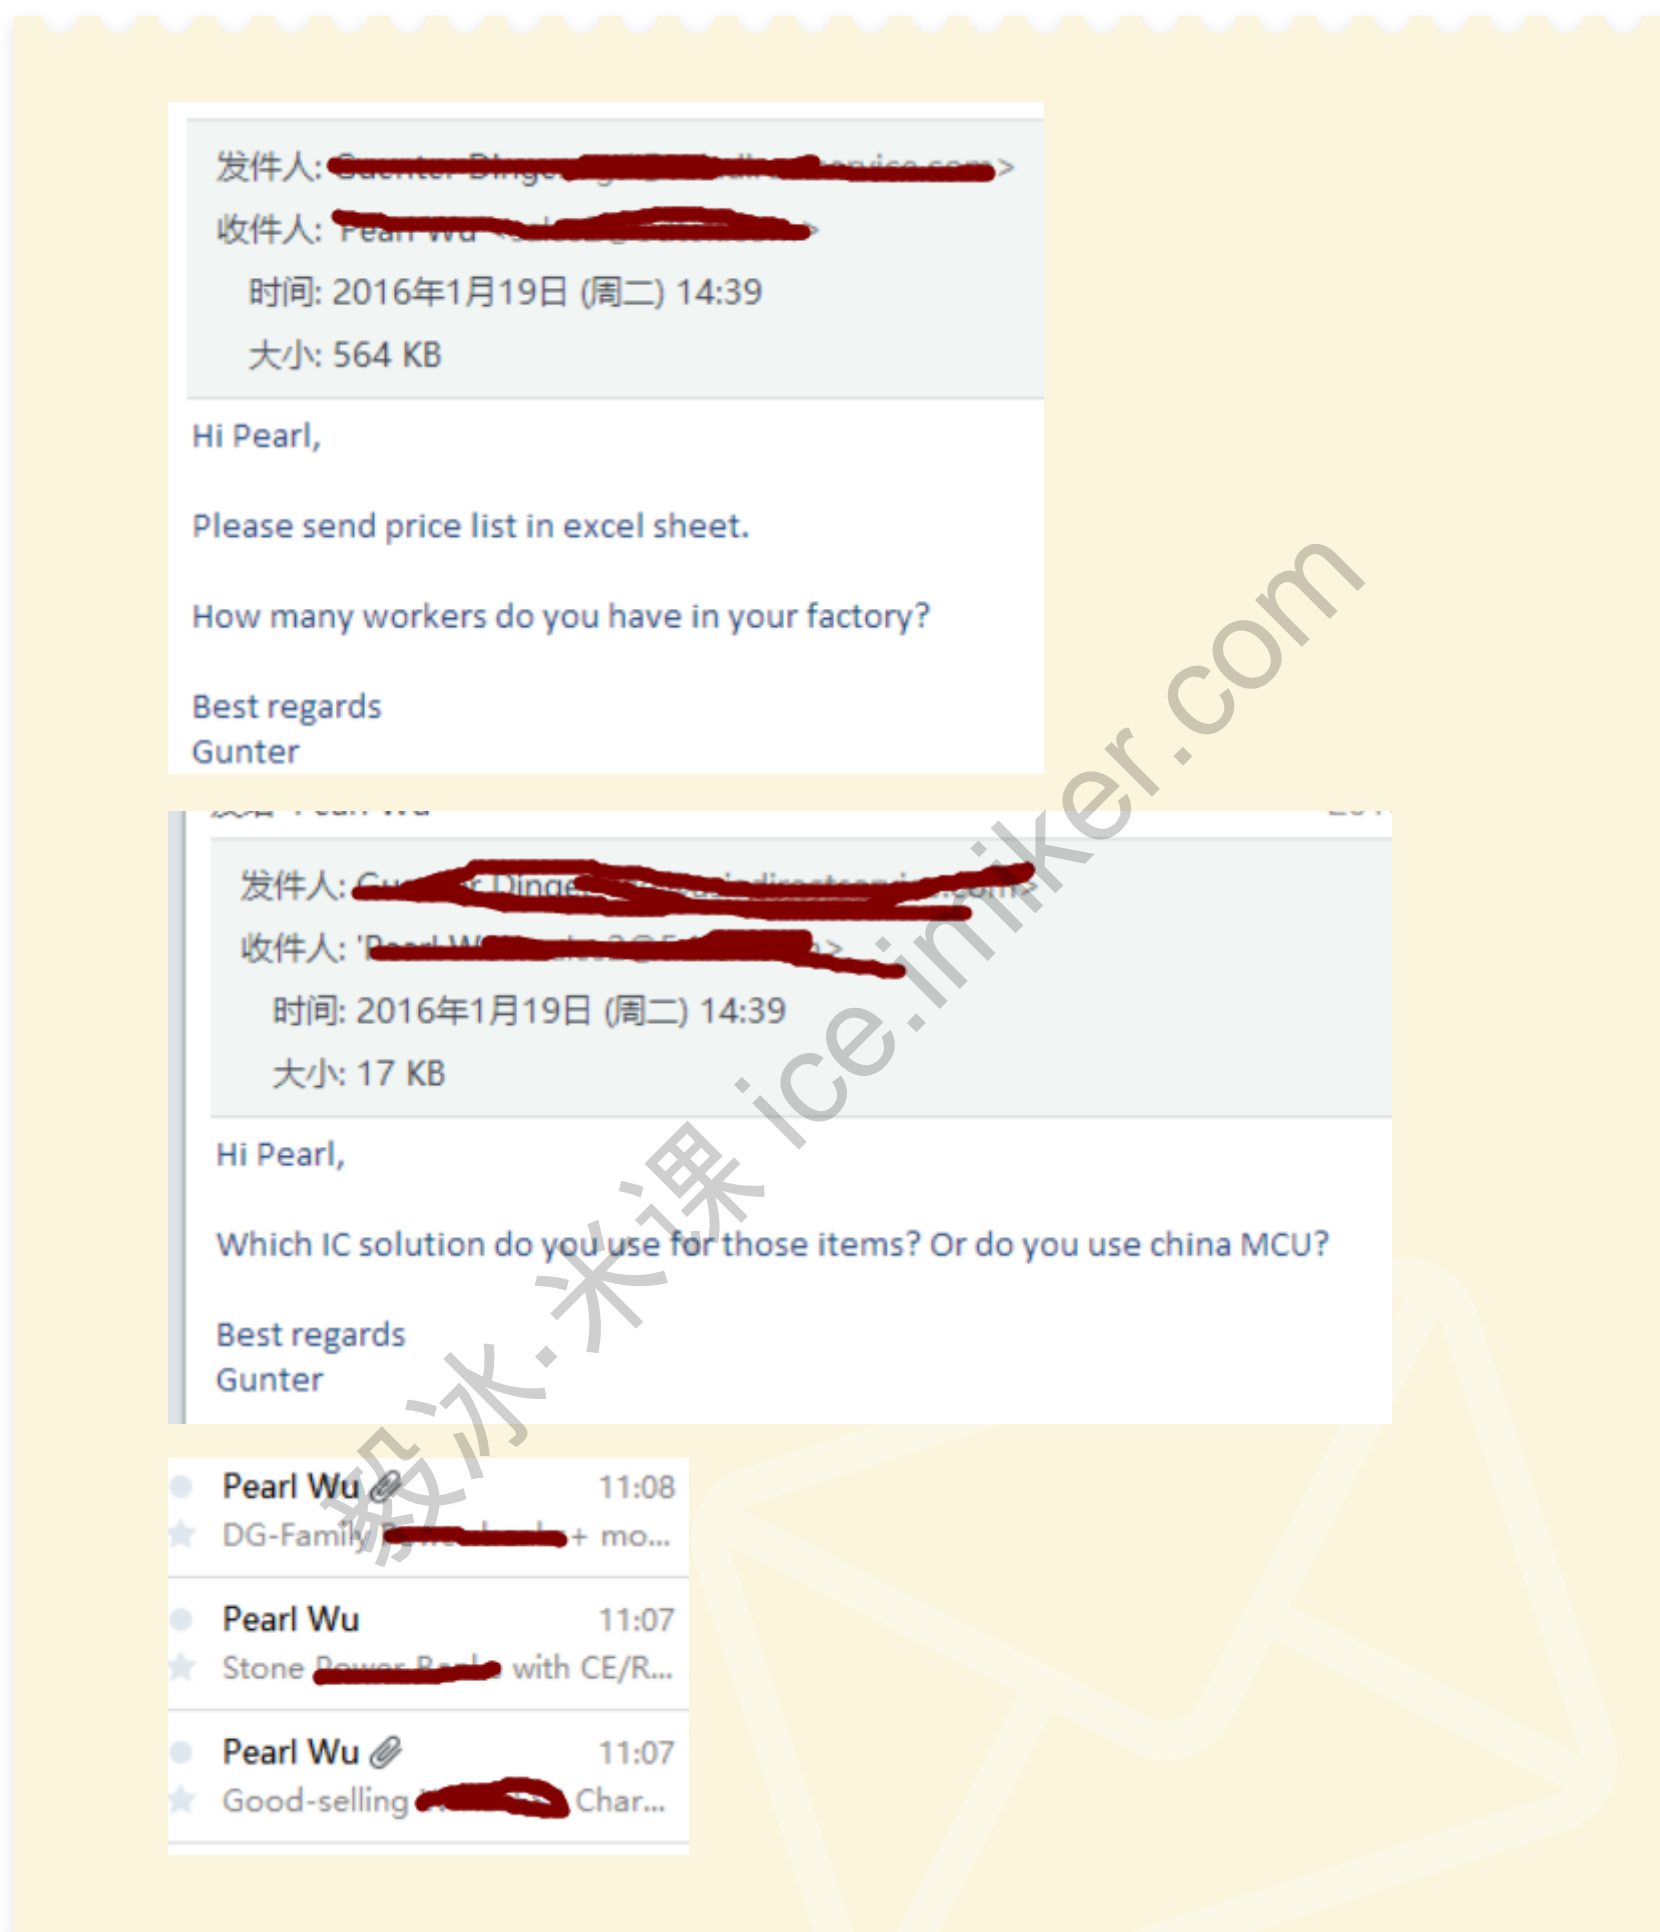 发件人: >
收件人: Pearl Wu >
时间: 2016年1月19日 (周二) 14:39
大小: 564 KB
Hi Pearl,
Please send price list in excel sheet.
How many workers do you have in your factory?
Best regards
Gunter
发件人: >
收件人: >
时间: 2016年1月19日 (周二) 14:39
大小: 17 KB
Hi Pearl,
Which IC solution do you use for those items? Or do you use china MCU?
Best regards
Gunter
Pearl Wu 11:08
DG-Family + mo...
Pearl Wu 11:07
Stone with CE/R...
Pearl Wu 11:07
Good-selling Char...
毅冰·米课 ice.imiker.com